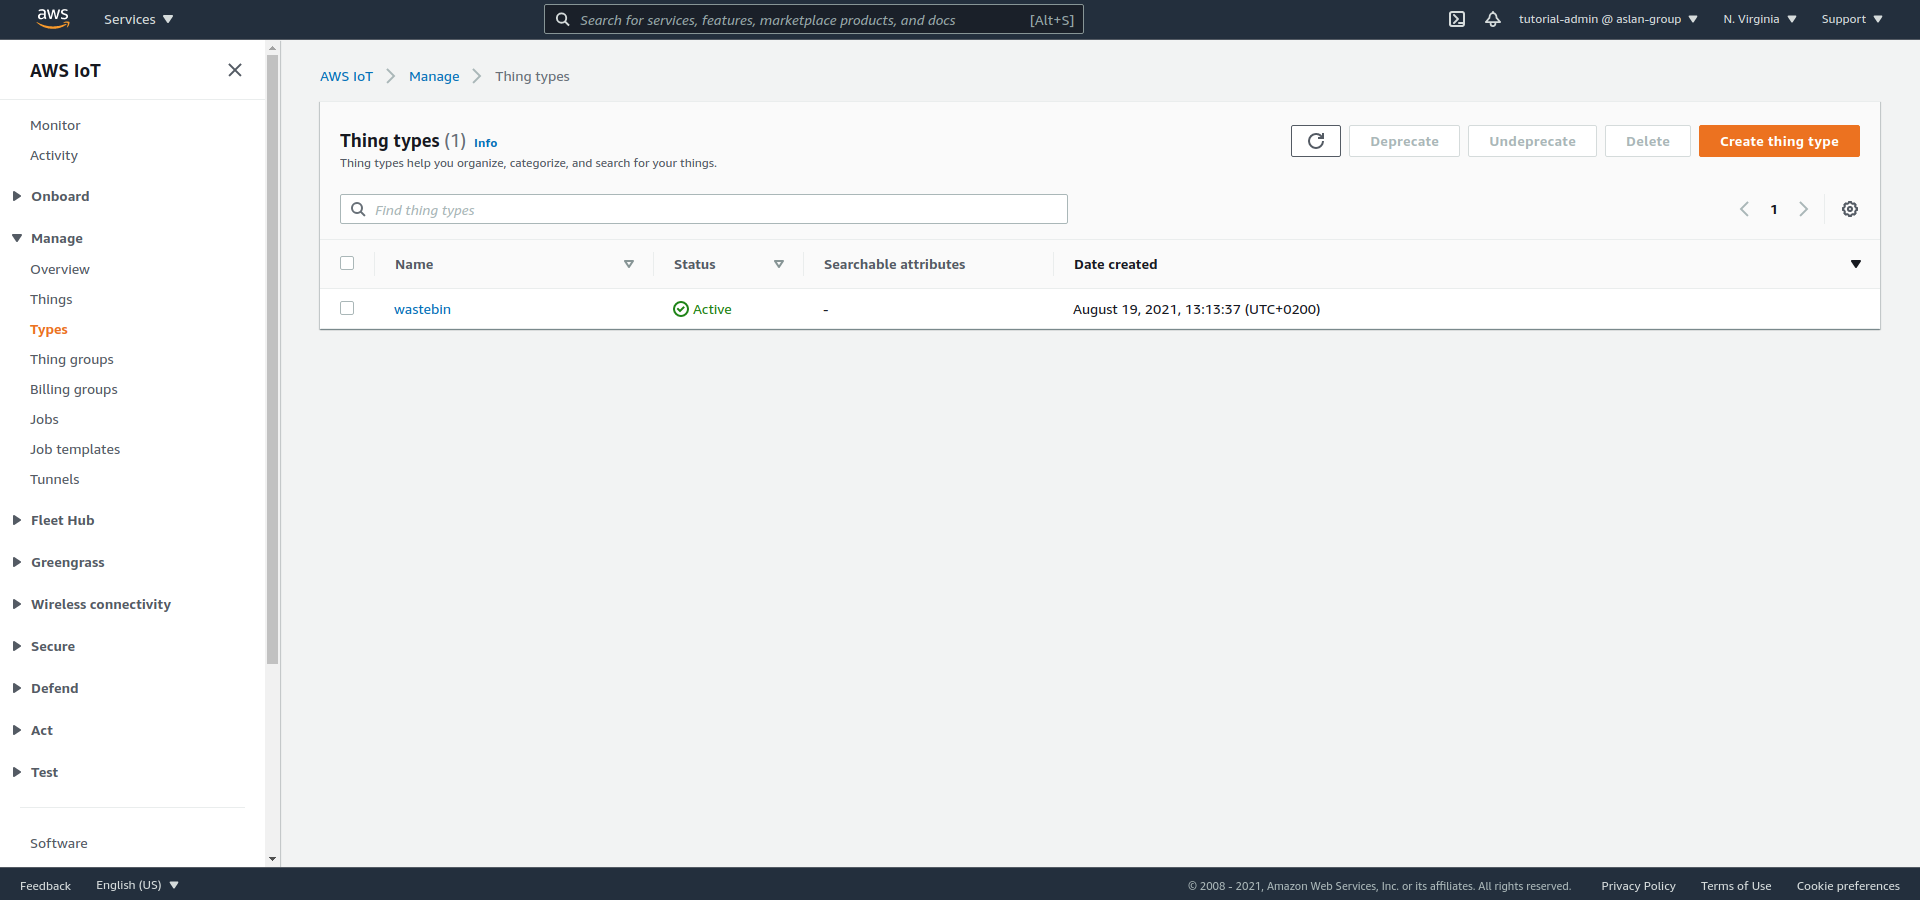 aws Services Search for services, features, marketplace products, and docs [Alt+S] tutorial-admin @ aslan-group N. Virginia Support
AWS IoT
Monitor
Activity
Onboard
Manage
Overview
Things
Types
Thing groups
Billing groups
Jobs
Job templates
Tunnels
Fleet Hub
Greengrass
Wireless connectivity
Secure
Defend
Act
Test
Software
AWS IoT Manage Thing types
Thing types (1) Info
Thing types help you organize, categorize, and search for your things.
Deprecate Undeprecate Delete Create thing type
Find thing types
1
Name Status Searchable attributes Date created
wastebin Active - August 19, 2021, 13:13:37 (UTC+0200)
Feedback English (US) © 2008 - 2021, Amazon Web Services, Inc. or its affiliates. All rights reserved. Privacy Policy Terms of Use Cookie preferences